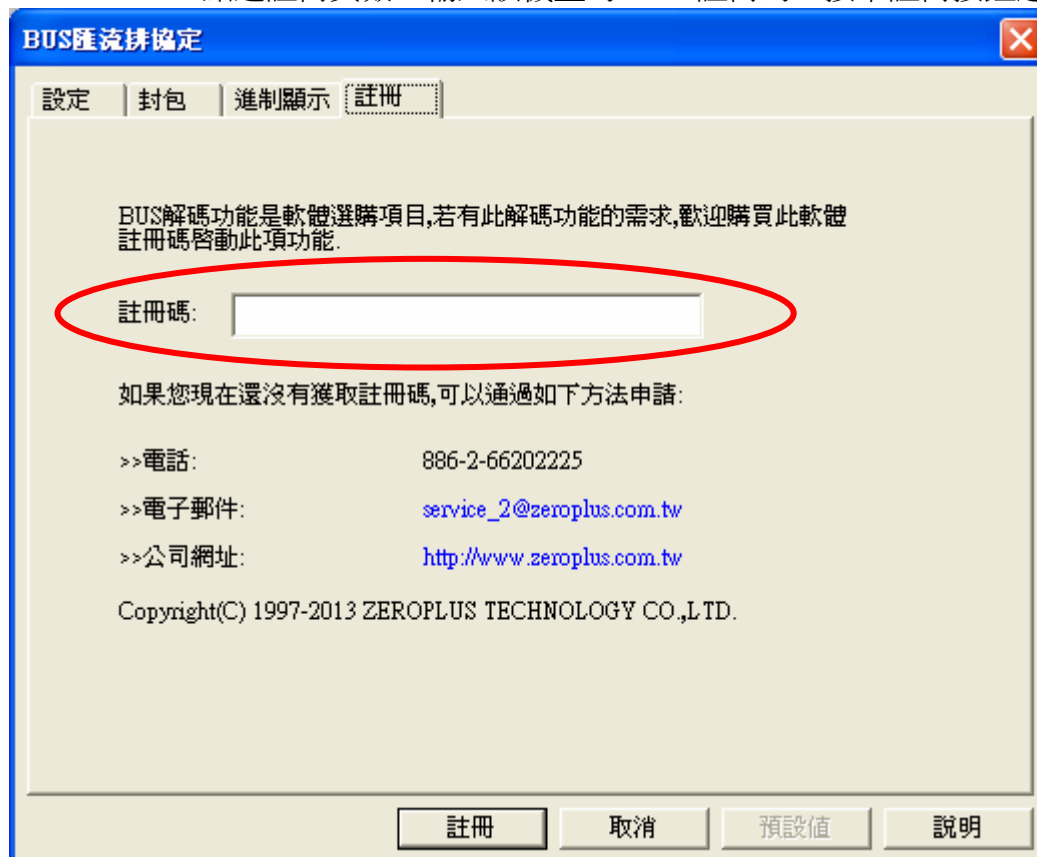 BUS匯流排協定
設定 封包 進制顯示 註冊
BUS解碼功能是軟體選購項目,若有此解碼功能的需求,歡迎購買此軟體
註冊碼啓動此項功能.
註冊碼:
如果您現在還沒有獲取註冊碼,可以通過如下方法申請:
>>電話: 886-2-66202225
>>電子郵件: service_2@zeroplus.com.tw
>>公司網址: http://www.zeroplus.com.tw
Copyright(C) 1997-2013 ZEROPLUS TECHNOLOGY CO.,LTD.
註冊 取消 預設値 說明